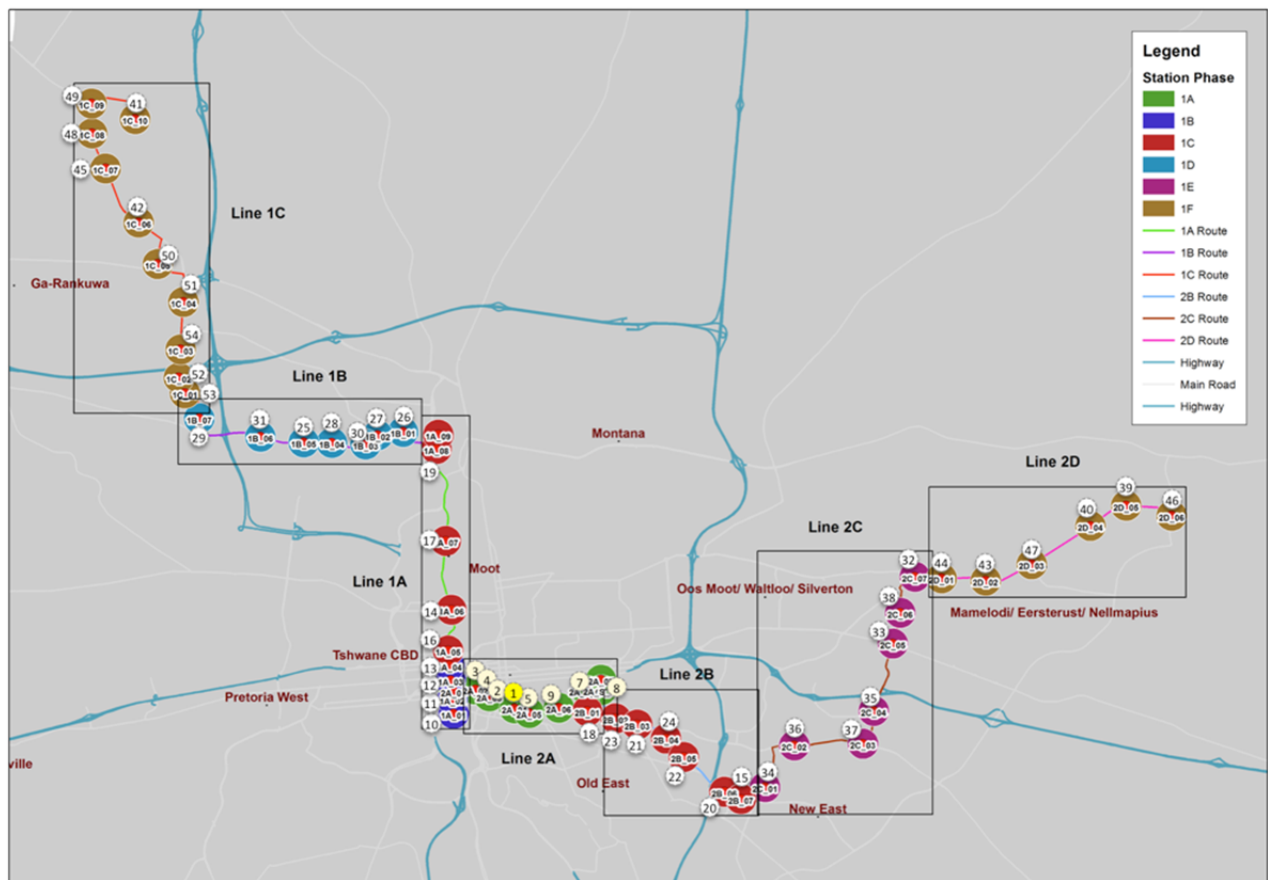 Legend
Station Phase
1A
1B
1C
1D
1E
1F
1A Route
1B Route
1C Route
2B Route
2C Route
2D Route
Highway
Main Road
Highway
49
1C_09
41
1C_10
48
1C_08
45
1C_07
42
1C_06
Line 1C
50
Ga-Rankuwa
51
1C_04
54
1C_03
52
53
1C_01
Line 1B
1B_07
29
31
1B_06
25
1B_05
28
1B_04
30
1B_03
27
1B_02
26
1B_01
1A_09
1A_08
19
Montana
17
Moot
Line 1A
14
16
1A_05
Tshwane CBD
13
1A_04
12
1A_03
11
10
1A_01
Pretoria West
ville
3
4
2
1
5
2A_05
9
2A_06
7
8
Line 2A
2B_01
18
23
2B_03
21
Line 2B
24
2B_04
2B_05
22
Old East
20
2B_06
15
2B_07
34
2C_01
New East
36
2C_02
37
2C_03
35
2C_04
33
2C_05
38
2C_06
32
2C_07
Line 2C
Oos Moot/ Waltloo/ Silverton
Line 2D
44
2D_01
43
2D_02
47
2D_03
40
2D_04
39
2D_05
46
2D_06
Mamelodi/ Eersterust/ Nellmapius